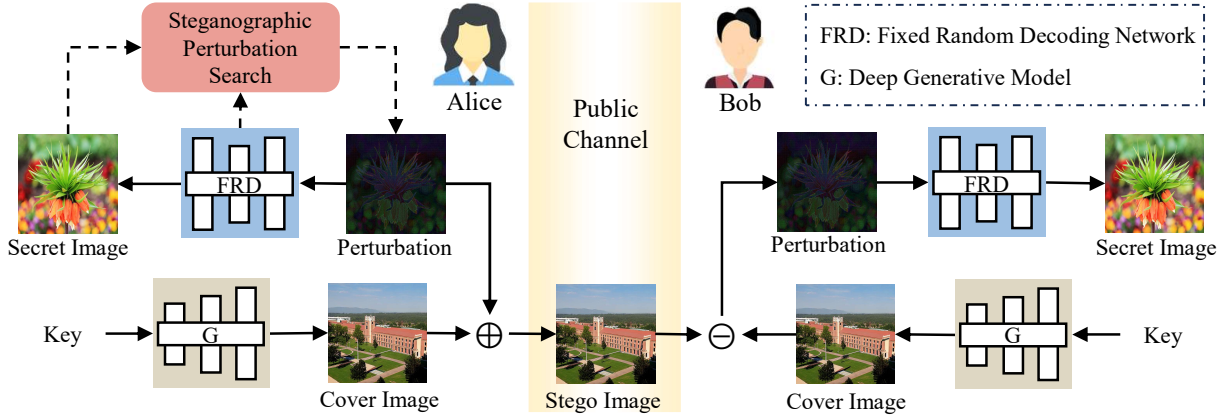 Steganographic
Perturbation
Search
Alice
Public
Channel
Bob
FRD: Fixed Random Decoding Network
G: Deep Generative Model
FRD
FRD
Secret Image
Perturbation
Perturbation
Secret Image
Key
G
G
Key
Cover Image
Stego Image
Cover Image